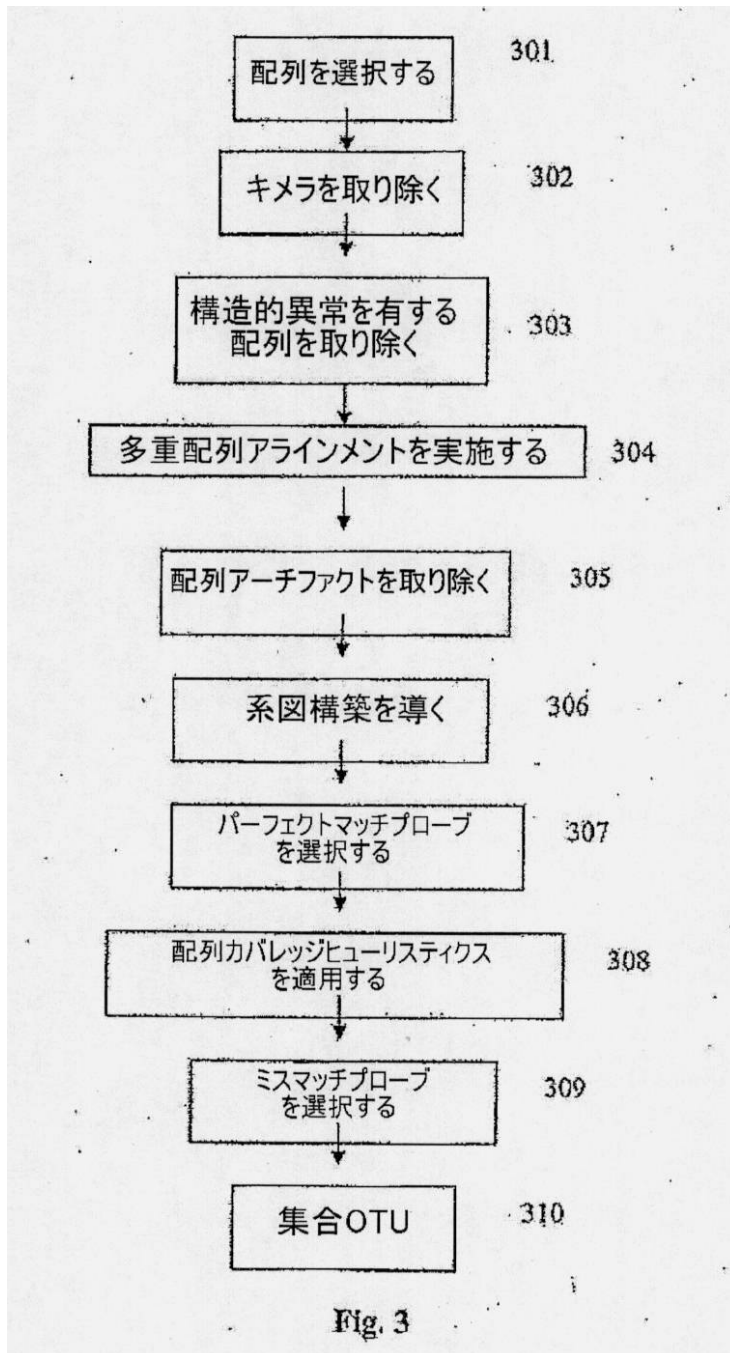 配列を選択する
301
キメラを取り除く
302
構造的異常を有する
配列を取り除く
303
多重配列アラインメントを実施する
304
配列アーチファクトを取り除く
305
系図構築を導く
306
パーフェクトマッチプローブ
を選択する
307
配列カバレッジヒューリスティクス
を適用する
308
ミスマッチプローブ
を選択する
309
集合OTU
310
Fig. 3